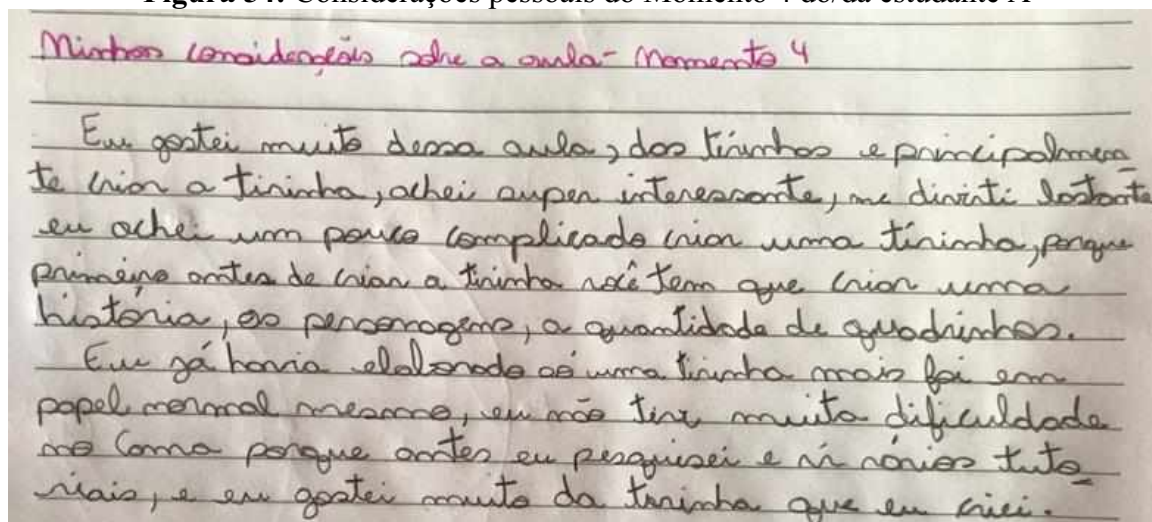 Figura 34: Considerações pessoais do Momento 4 do/da estudante A
Minhas considerações sobre a aula - Momento 4
Eu gostei muito dessa aula, das tirinhas e principalmen
te criar a tirinha, achei super interessante, me divirti bastante
eu achei um pouco complicado criar uma tirinha, porque
primeiro antes de criar a tirinha você tem que criar uma
história, os personagens, a quantidade de quadrinhos.
Eu já havia elaborado só uma tirinha mais foi em
papel normal mesmo, eu não tive muita dificuldade
no Canva porque antes eu pesquisei e vi vários tuto
riais, e eu gostei muito da tirinha que eu criei.